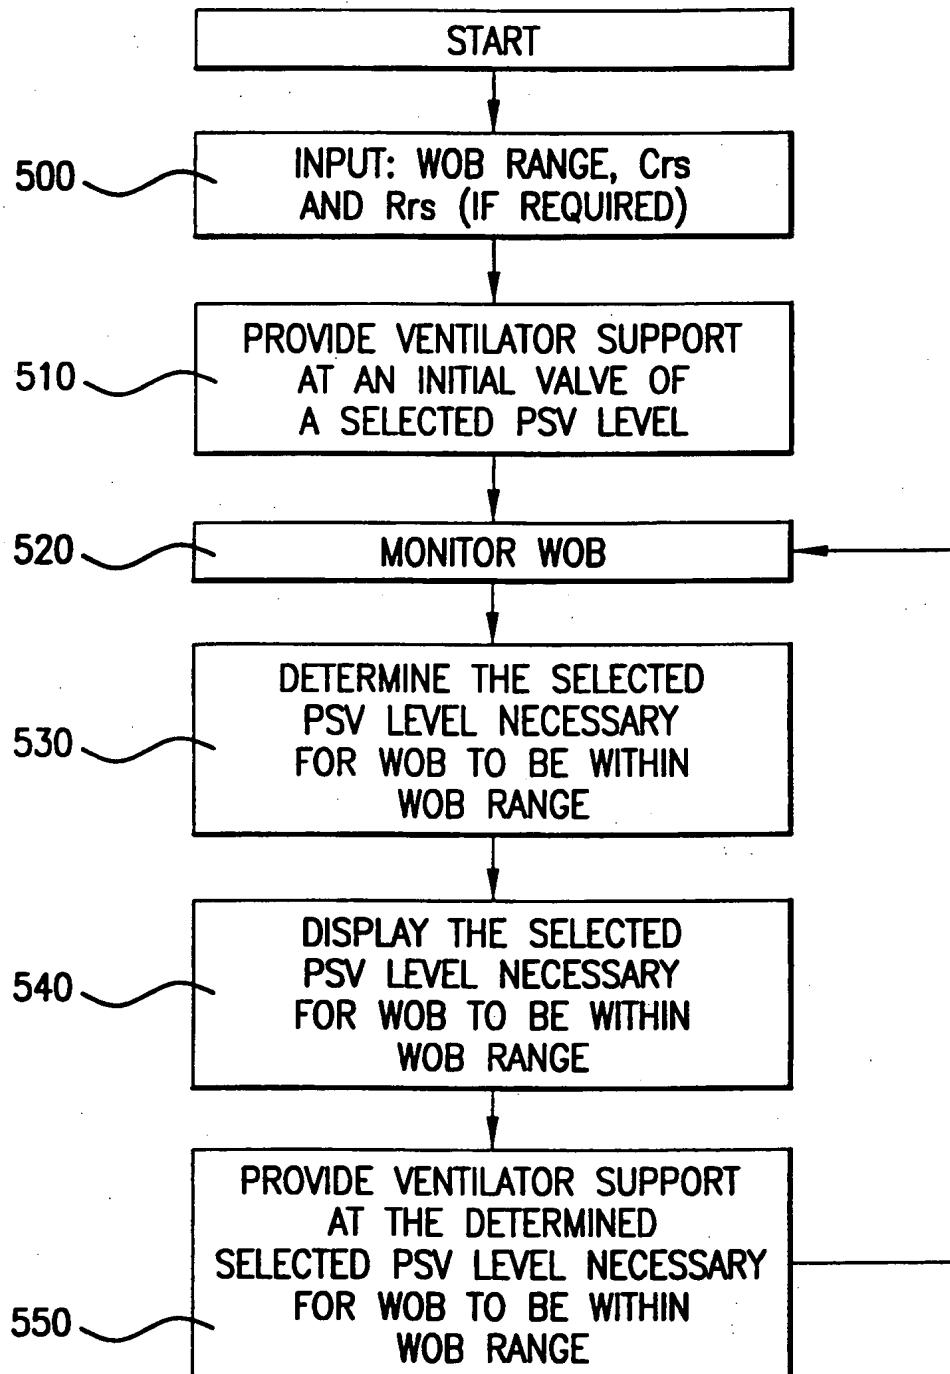 START
500
INPUT: WOB RANGE, Crs
AND Rrs (IF REQUIRED)
510
PROVIDE VENTILATOR SUPPORT
AT AN INITIAL VALVE OF
A SELECTED PSV LEVEL
520
MONITOR WOB
530
DETERMINE THE SELECTED
PSV LEVEL NECESSARY
FOR WOB TO BE WITHIN
WOB RANGE
540
DISPLAY THE SELECTED
PSV LEVEL NECESSARY
FOR WOB TO BE WITHIN
WOB RANGE
550
PROVIDE VENTILATOR SUPPORT
AT THE DETERMINED
SELECTED PSV LEVEL NECESSARY
FOR WOB TO BE WITHIN
WOB RANGE